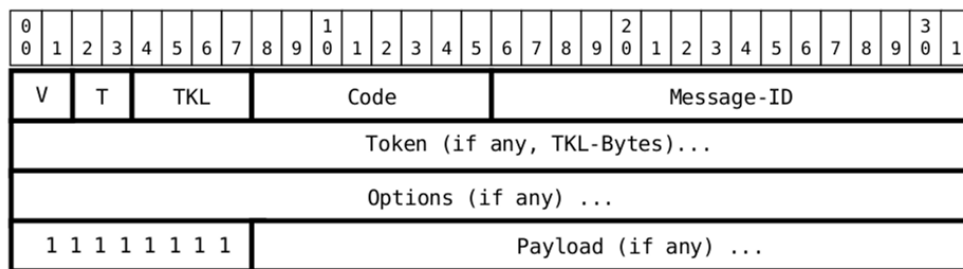 0 1 2 3
0 1 2 3 4 5 6 7 8 9 0 1 2 3 4 5 6 7 8 9 0 1 2 3 4 5 6 7 8 9 0 1
V T TKL Code Message-ID
Token (if any, TKL-Bytes)...
Options (if any) ...
1 1 1 1 1 1 1 1 Payload (if any) ...